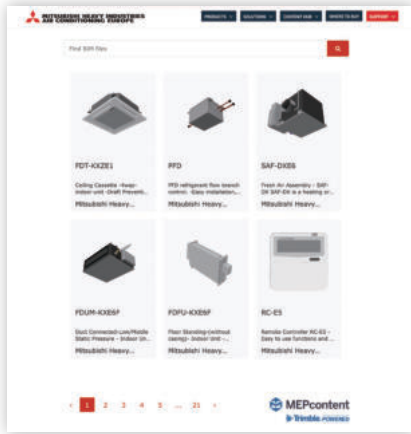 MITSUBISHI HEAVY INDUSTRIES
AIR CONDITIONING EUROPE
PRODUCTS
SOLUTIONS
CONTENT HUB
WHERE TO BUY
SUPPORT
Find BIM files
FDT-KXZE1
Ceiling Cassette -4way-
indoor unit -Draft Preventi...
Mitsubishi Heavy...
PFD
PFD refrigerant flow branch
control. -Easy installation,...
Mitsubishi Heavy...
SAF-DXE6
Fresh Air Assembly - SAF-
DX SAF-DX is a heating or...
Mitsubishi Heavy...
FDUM-KXE6F
Duct Connected-Low/Middle
Static Pressure - Indoor Un...
Mitsubishi Heavy...
FDFU-KXE6F
Floor Standing-(without
casing)- Indoor Unit -...
Mitsubishi Heavy...
RC-E5
Remote Controller RC-E5 -
Easy to use functions and ...
Mitsubishi Heavy...
« 1 2 3 4 5 ... 21 »
MEPcontent
Trimble. POWERED